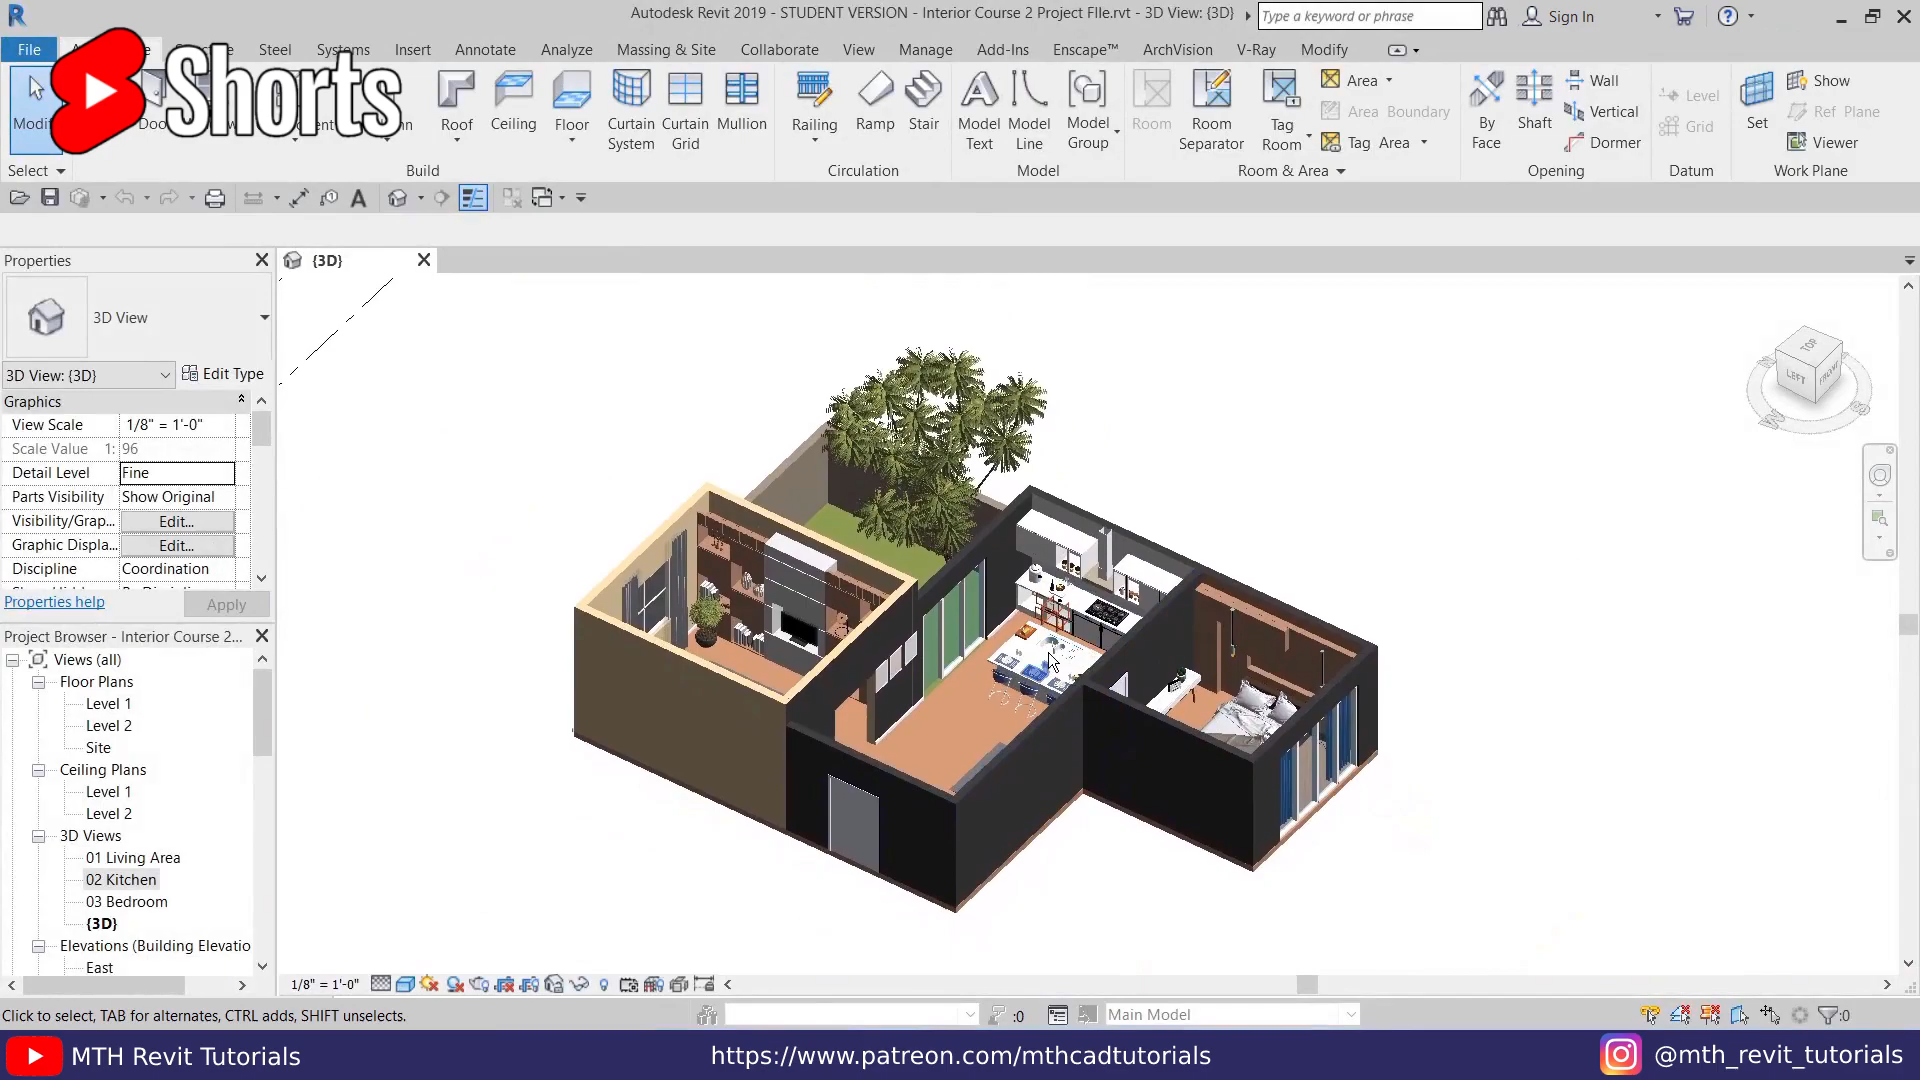 Autodesk Revit 2019 - STUDENT VERSION - Interior Course 2 Project FIle.rvt - 3D View: {3D}
Type a keyword or phrase
Sign In
File
Steel
Systems
Insert
Annotate
Analyze
Massing & Site
Collaborate
View
Manage
Add-Ins
Enscape™
ArchVision
V-Ray
Modify
Shorts
Roof
Ceiling
Floor
Curtain System
Curtain Grid
Mullion
Railing
Ramp
Stair
Model Text
Model Line
Model Group
Room
Room Separator
Tag Room
Area
Area Boundary
Tag Area
By Face
Shaft
Wall
Vertical
Dormer
Level
Grid
Set
Show
Ref Plane
Viewer
Select
Build
Circulation
Model
Room & Area
Opening
Datum
Work Plane
Properties
{3D}
3D View
3D View: {3D}
Edit Type
Graphics
View Scale 1/8" = 1'-0"
Scale Value 1: 96
Detail Level Fine
Parts Visibility Show Original
Visibility/Grap... Edit...
Graphic Displa... Edit...
Discipline Coordination
Properties help
Apply
Project Browser - Interior Course 2...
Views (all)
Floor Plans
Level 1
Level 2
Site
Ceiling Plans
Level 1
Level 2
3D Views
01 Living Area
02 Kitchen
03 Bedroom
{3D}
Elevations (Building Elevatio
East
TOP
LEFT
FRONT
1/8" = 1'-0"
Click to select, TAB for alternates, CTRL adds, SHIFT unselects.
:0
Main Model
:0
MTH Revit Tutorials
https://www.patreon.com/mthcadtutorials
@mth_revit_tutorials